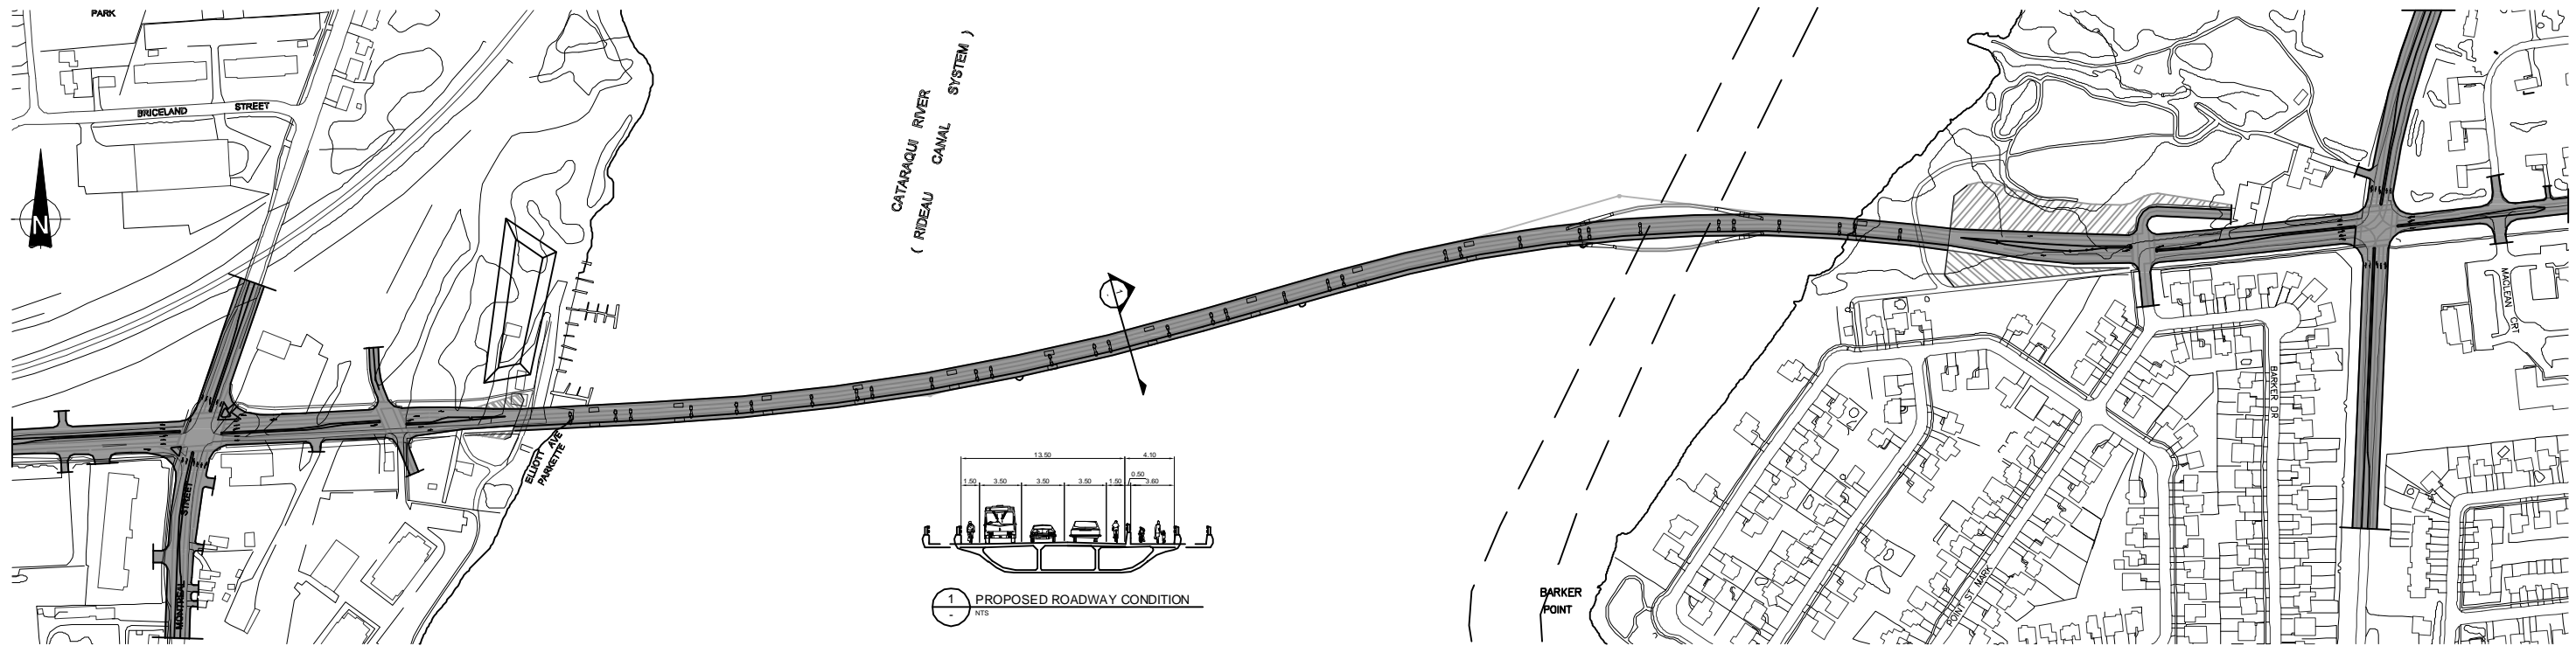 PARK
BRICELAND STREET
N
CATARAQUI RIVER
( RIDEAU CANAL SYSTEM )
1
-
ELLIOTT AVE
PARKETTE
STREET
MONTREAL
13.50 4.10
0.50
1.50 3.50 3.50 3.50 1.50 3.60
1 PROPOSED ROADWAY CONDITION
- NTS
BARKER
POINT
POINT ST. MARK
BARKER DR
MACLEAN
CRT